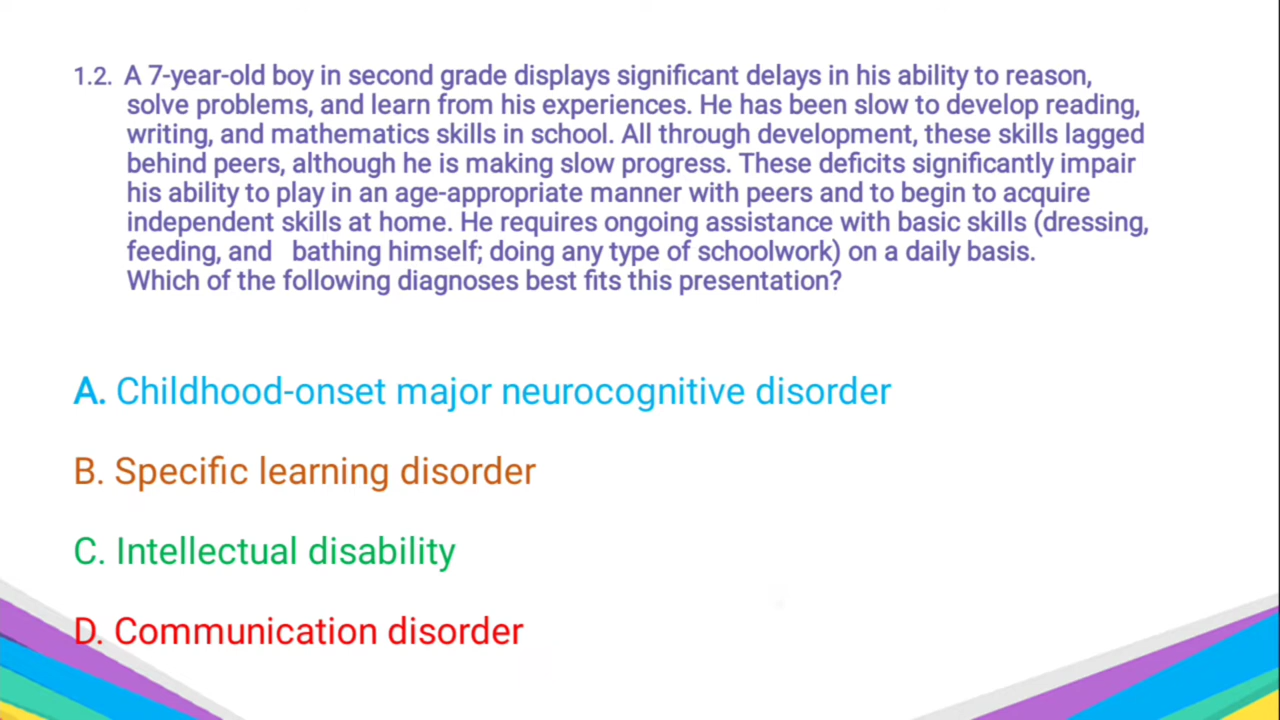 1.2. A 7-year-old boy in second grade displays significant delays in his ability to reason,
solve problems, and learn from his experiences. He has been slow to develop reading,
writing, and mathematics skills in school. All through development, these skills lagged
behind peers, although he is making slow progress. These deficits significantly impair
his ability to play in an age-appropriate manner with peers and to begin to acquire
independent skills at home. He requires ongoing assistance with basic skills (dressing,
feeding, and bathing himself; doing any type of schoolwork) on a daily basis.
Which of the following diagnoses best fits this presentation?
A. Childhood-onset major neurocognitive disorder
B. Specific learning disorder
C. Intellectual disability
D. Communication disorder